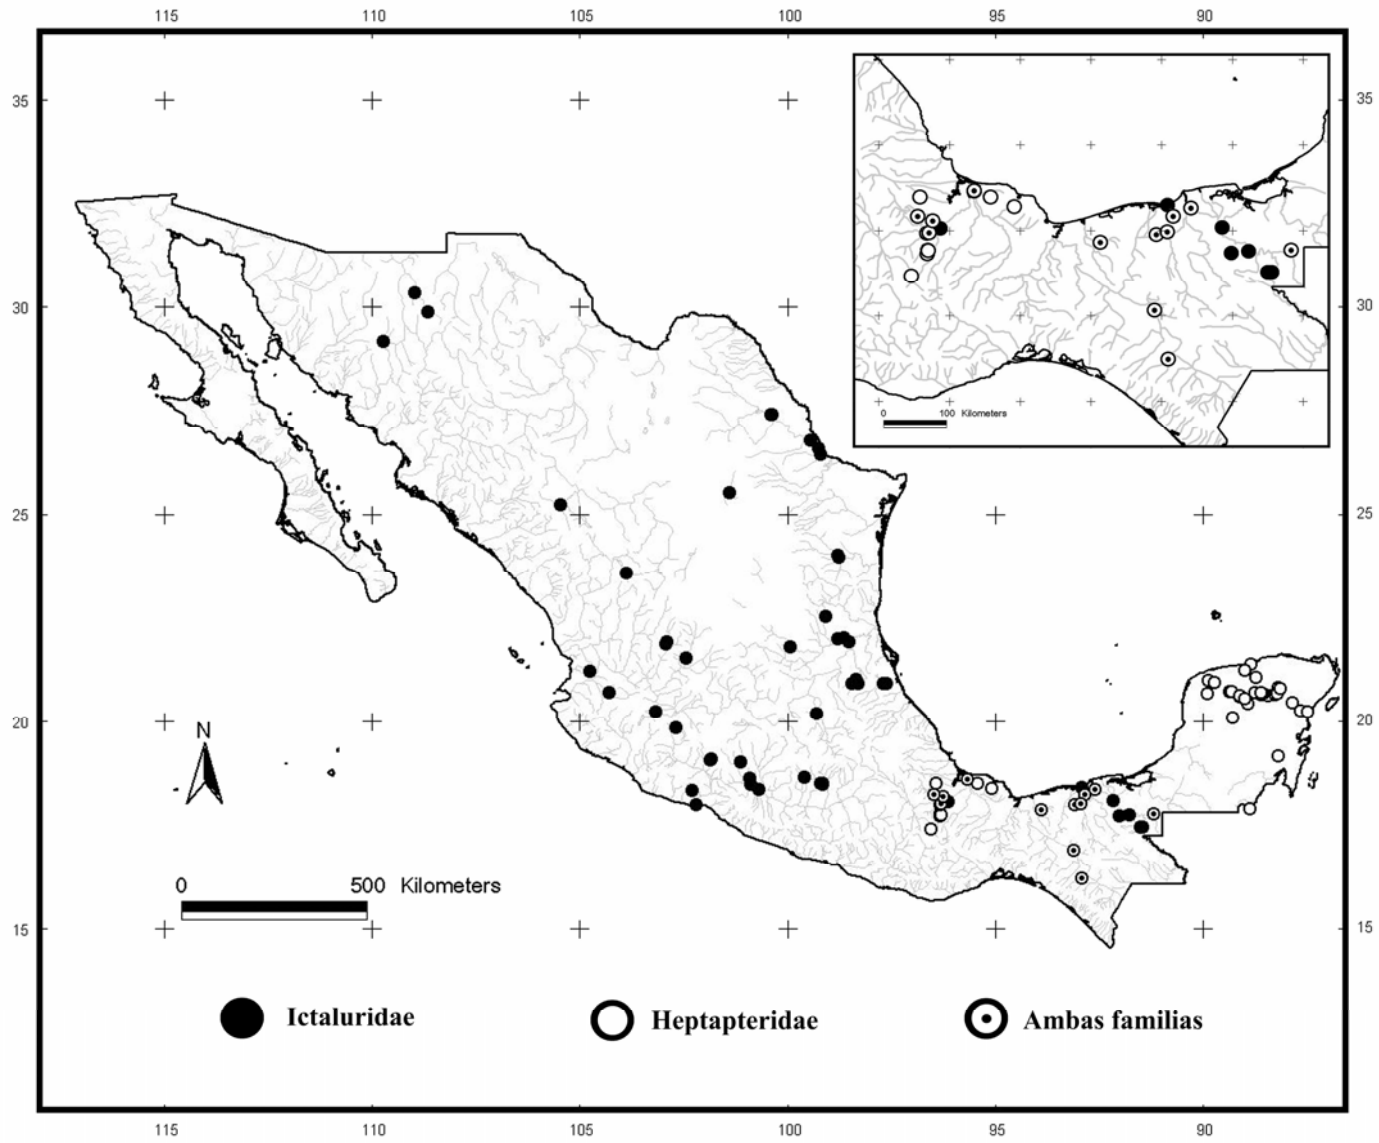 115 110 105 100 95 90
35 35
0 100 Kilometers
30 30
25 25
20 20
N
0 500 Kilometers
15 15
Ictaluridae Heptapteridae Ambas familias
115 110 105 100 95 90